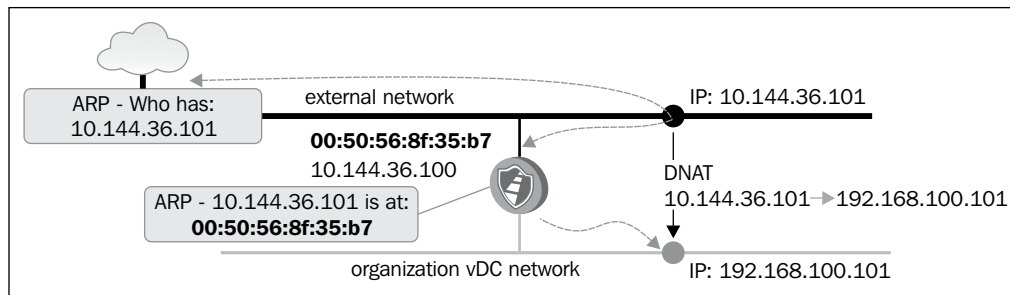 ARP - Who has:
10.144.36.101
external network
IP: 10.144.36.101
00:50:56:8f:35:b7
10.144.36.100
DNAT
10.144.36.101 192.168.100.101
ARP - 10.144.36.101 is at:
00:50:56:8f:35:b7
organization vDC network
IP: 192.168.100.101